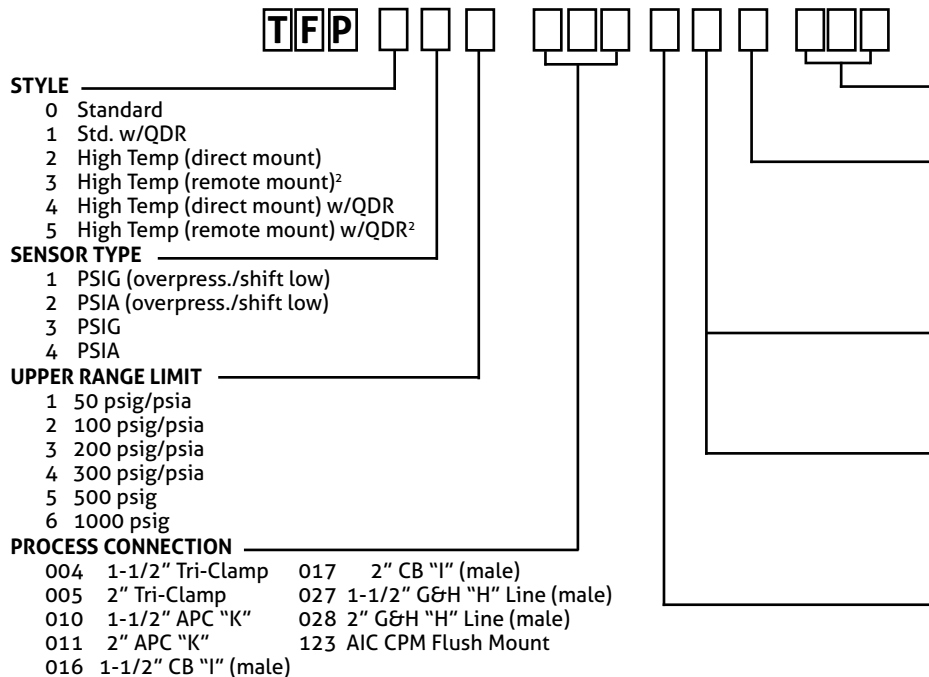 TFP
STYLE
0 Standard
1 Std. w/QDR
2 High Temp (direct mount)
3 High Temp (remote mount)²
4 High Temp (direct mount) w/QDR
5 High Temp (remote mount) w/QDR²
SENSOR TYPE
1 PSIG (overpress./shift low)
2 PSIA (overpress./shift low)
3 PSIG
4 PSIA
UPPER RANGE LIMIT
1 50 psig/psia
2 100 psig/psia
3 200 psig/psia
4 300 psig/psia
5 500 psig
6 1000 psig
PROCESS CONNECTION
004 1-1/2” Tri-Clamp 017 2” CB “I” (male)
005 2” Tri-Clamp 027 1-1/2” G&H “H” Line (male)
010 1-1/2” APC “K” 028 2” G&H “H” Line (male)
011 2” APC “K” 123 AIC CPM Flush Mount
016 1-1/2” CB “I” (male)